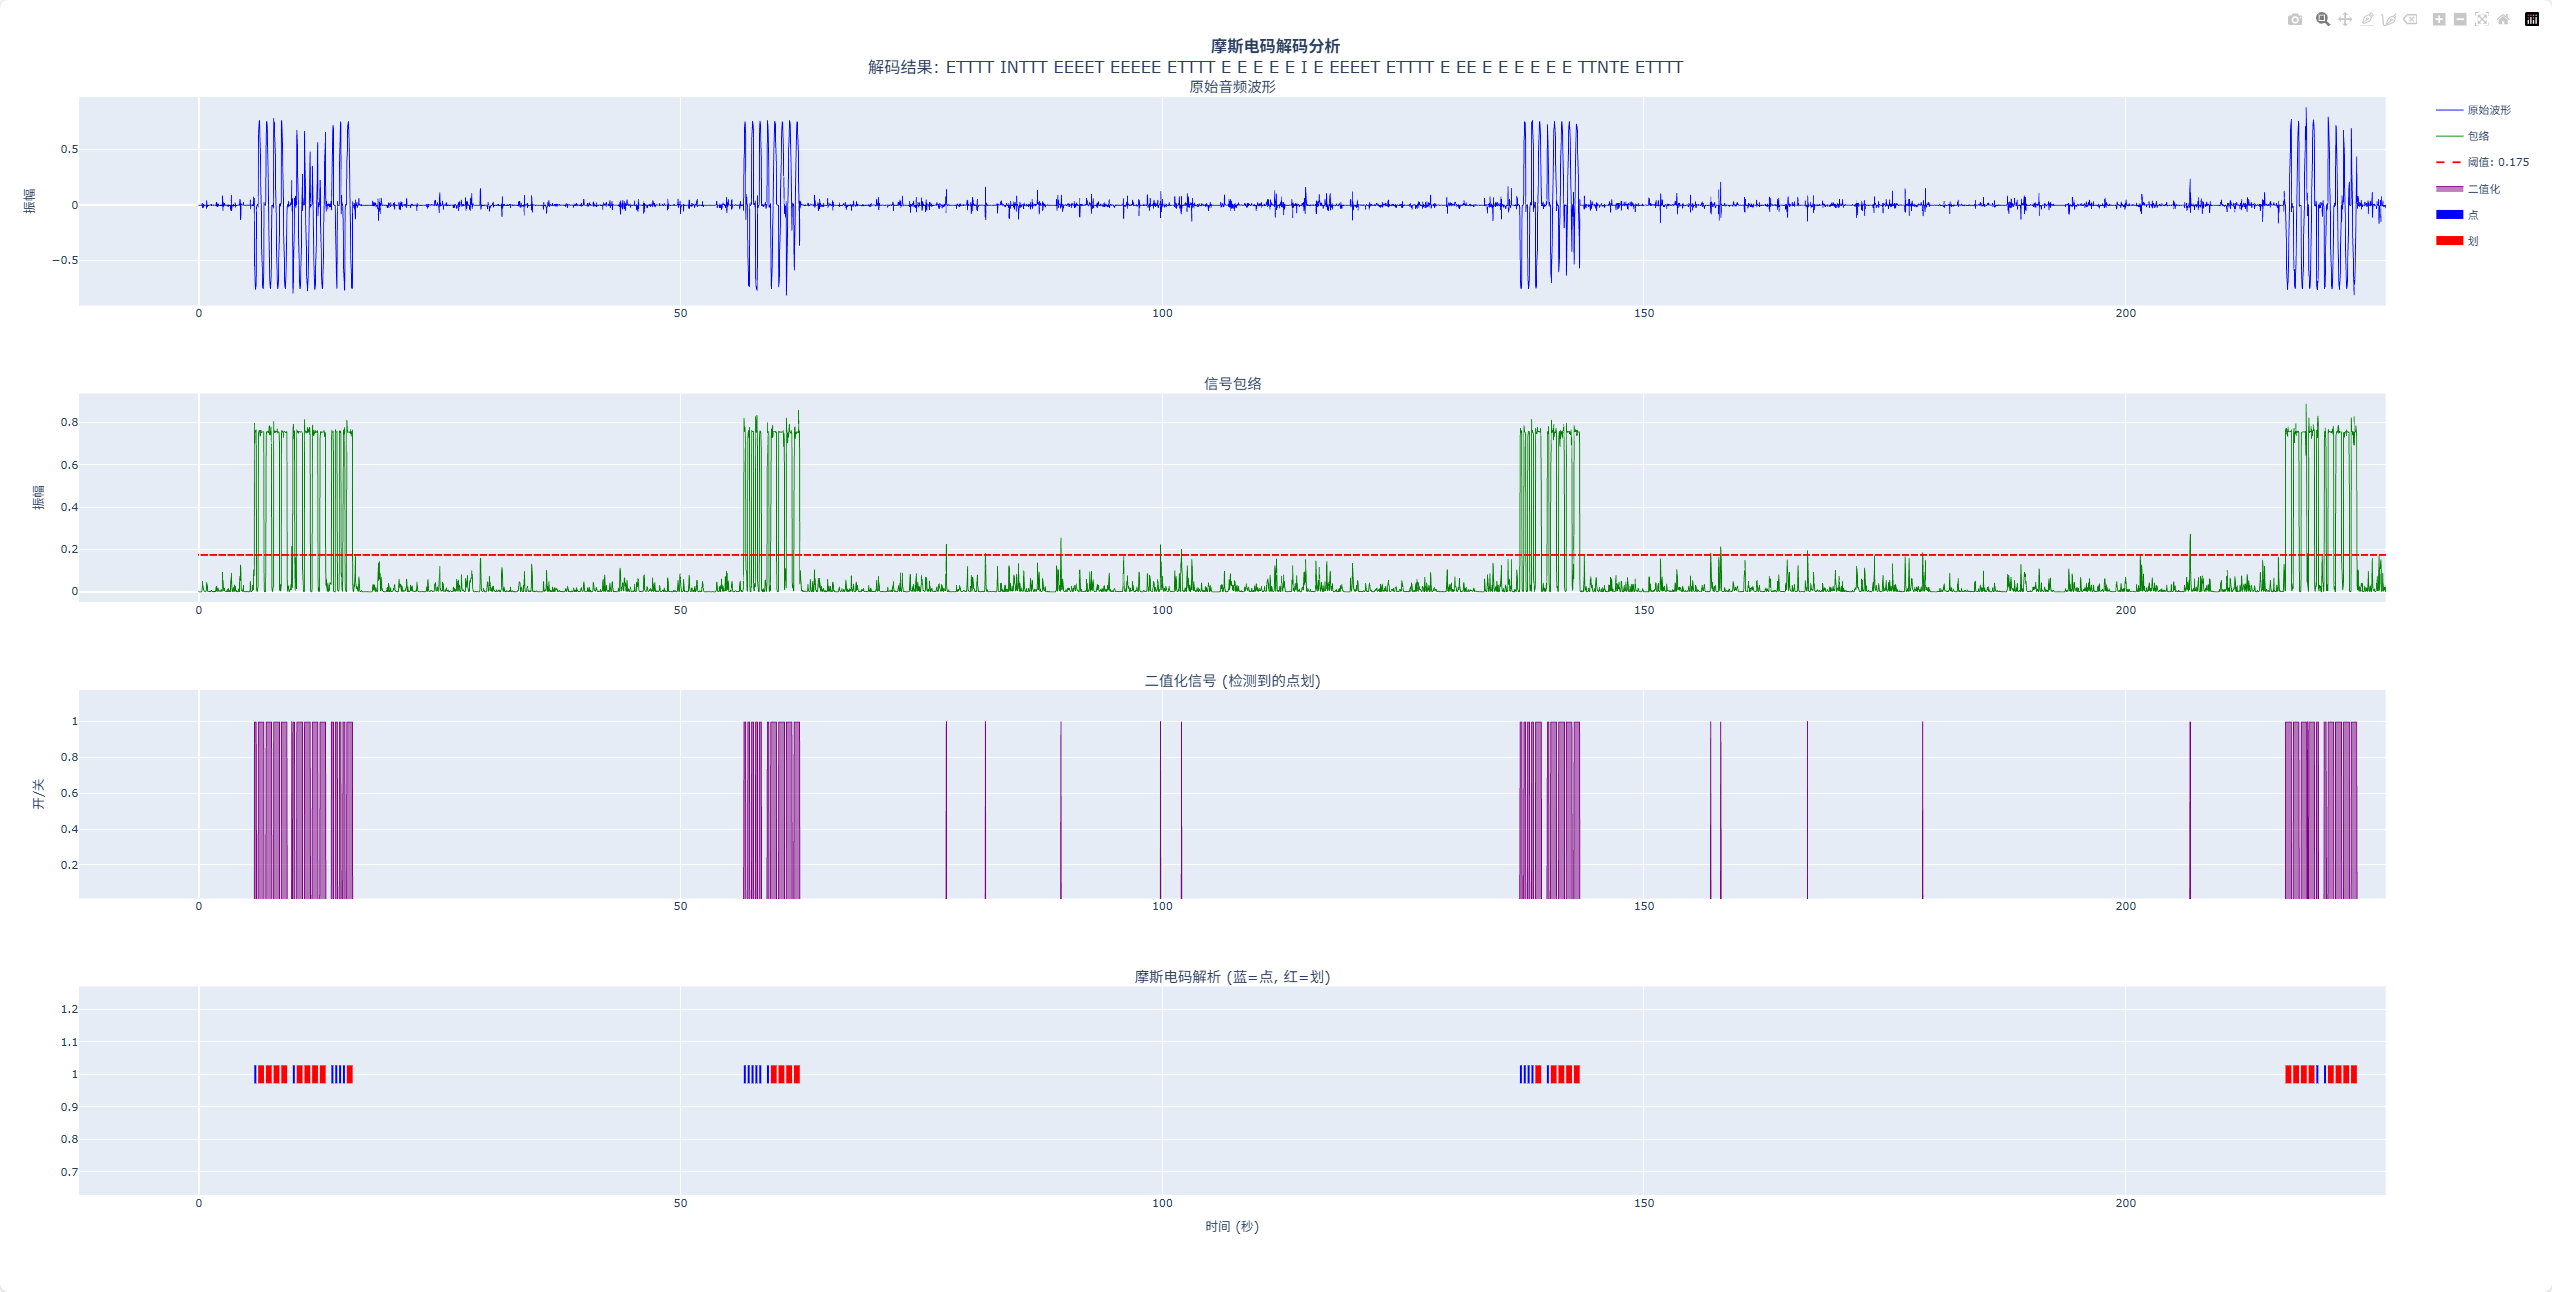 摩斯电码解码分析
解码结果: ETTTT INTTT EEEET EEEEE ETTTT E E E E E I E EEEET ETTTT E EE E E E E E E TTNTE ETTTT
原始音频波形
振幅
0.5
0
−0.5
0 50 100 150 200
原始波形
包络
阈值: 0.175
二值化
点
划
信号包络
振幅
0.8
0.6
0.4
0.2
0
0 50 100 150 200
二值化信号 (检测到的点划)
开/关
1
0.8
0.6
0.4
0.2
0 50 100 150 200
摩斯电码解析 (蓝=点, 红=划)
1.2
1.1
1
0.9
0.8
0.7
0 50 100 150 200
时间 (秒)